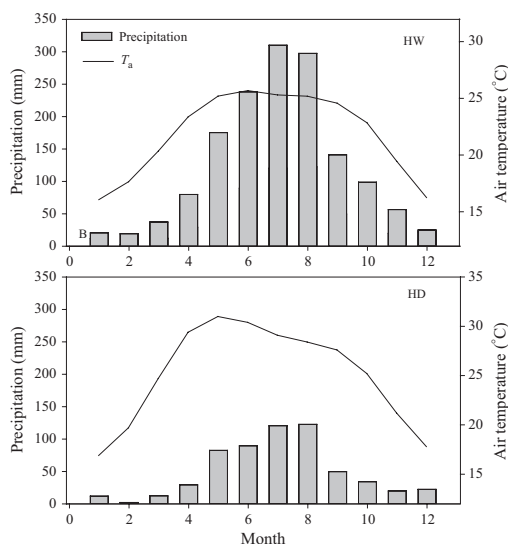 350
300
250
200
150
100
50
0
Precipitation (mm)
Precipitation
Ta
HW
B
30
25
20
15
Air temperature (°C)
0 2 4 6 8 10 12
350
300
250
200
150
100
50
0
Precipitation (mm)
HD
35
30
25
20
15
Air temperature (°C)
0 2 4 6 8 10 12
Month